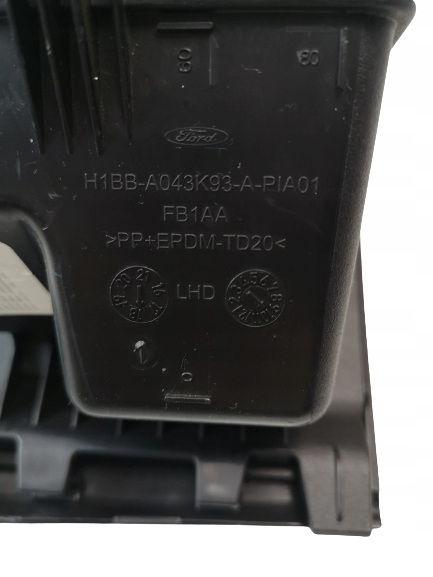 60 80
Ford
H1BB-A043K93-A-PIA01
FB1AA
>PP+EPDM-TD20<
LHD